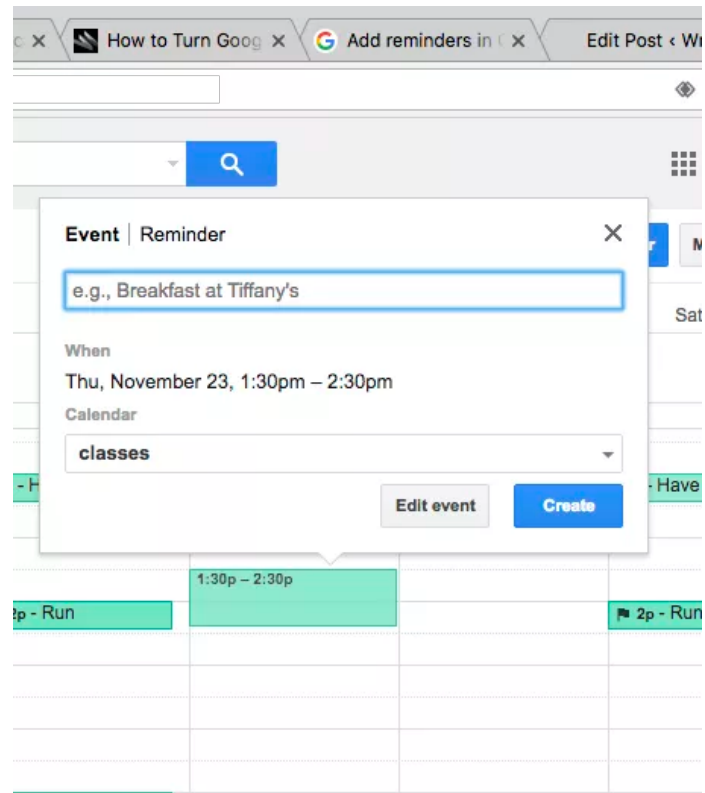 How to Turn Goog
Add reminders in
Edit Post ‹ Wr
Event | Reminder
e.g., Breakfast at Tiffany's
Sat
When
Thu, November 23, 1:30pm – 2:30pm
Calendar
classes
- H
- Have
Edit event
Create
1:30p – 2:30p
2p - Run
2p - Run